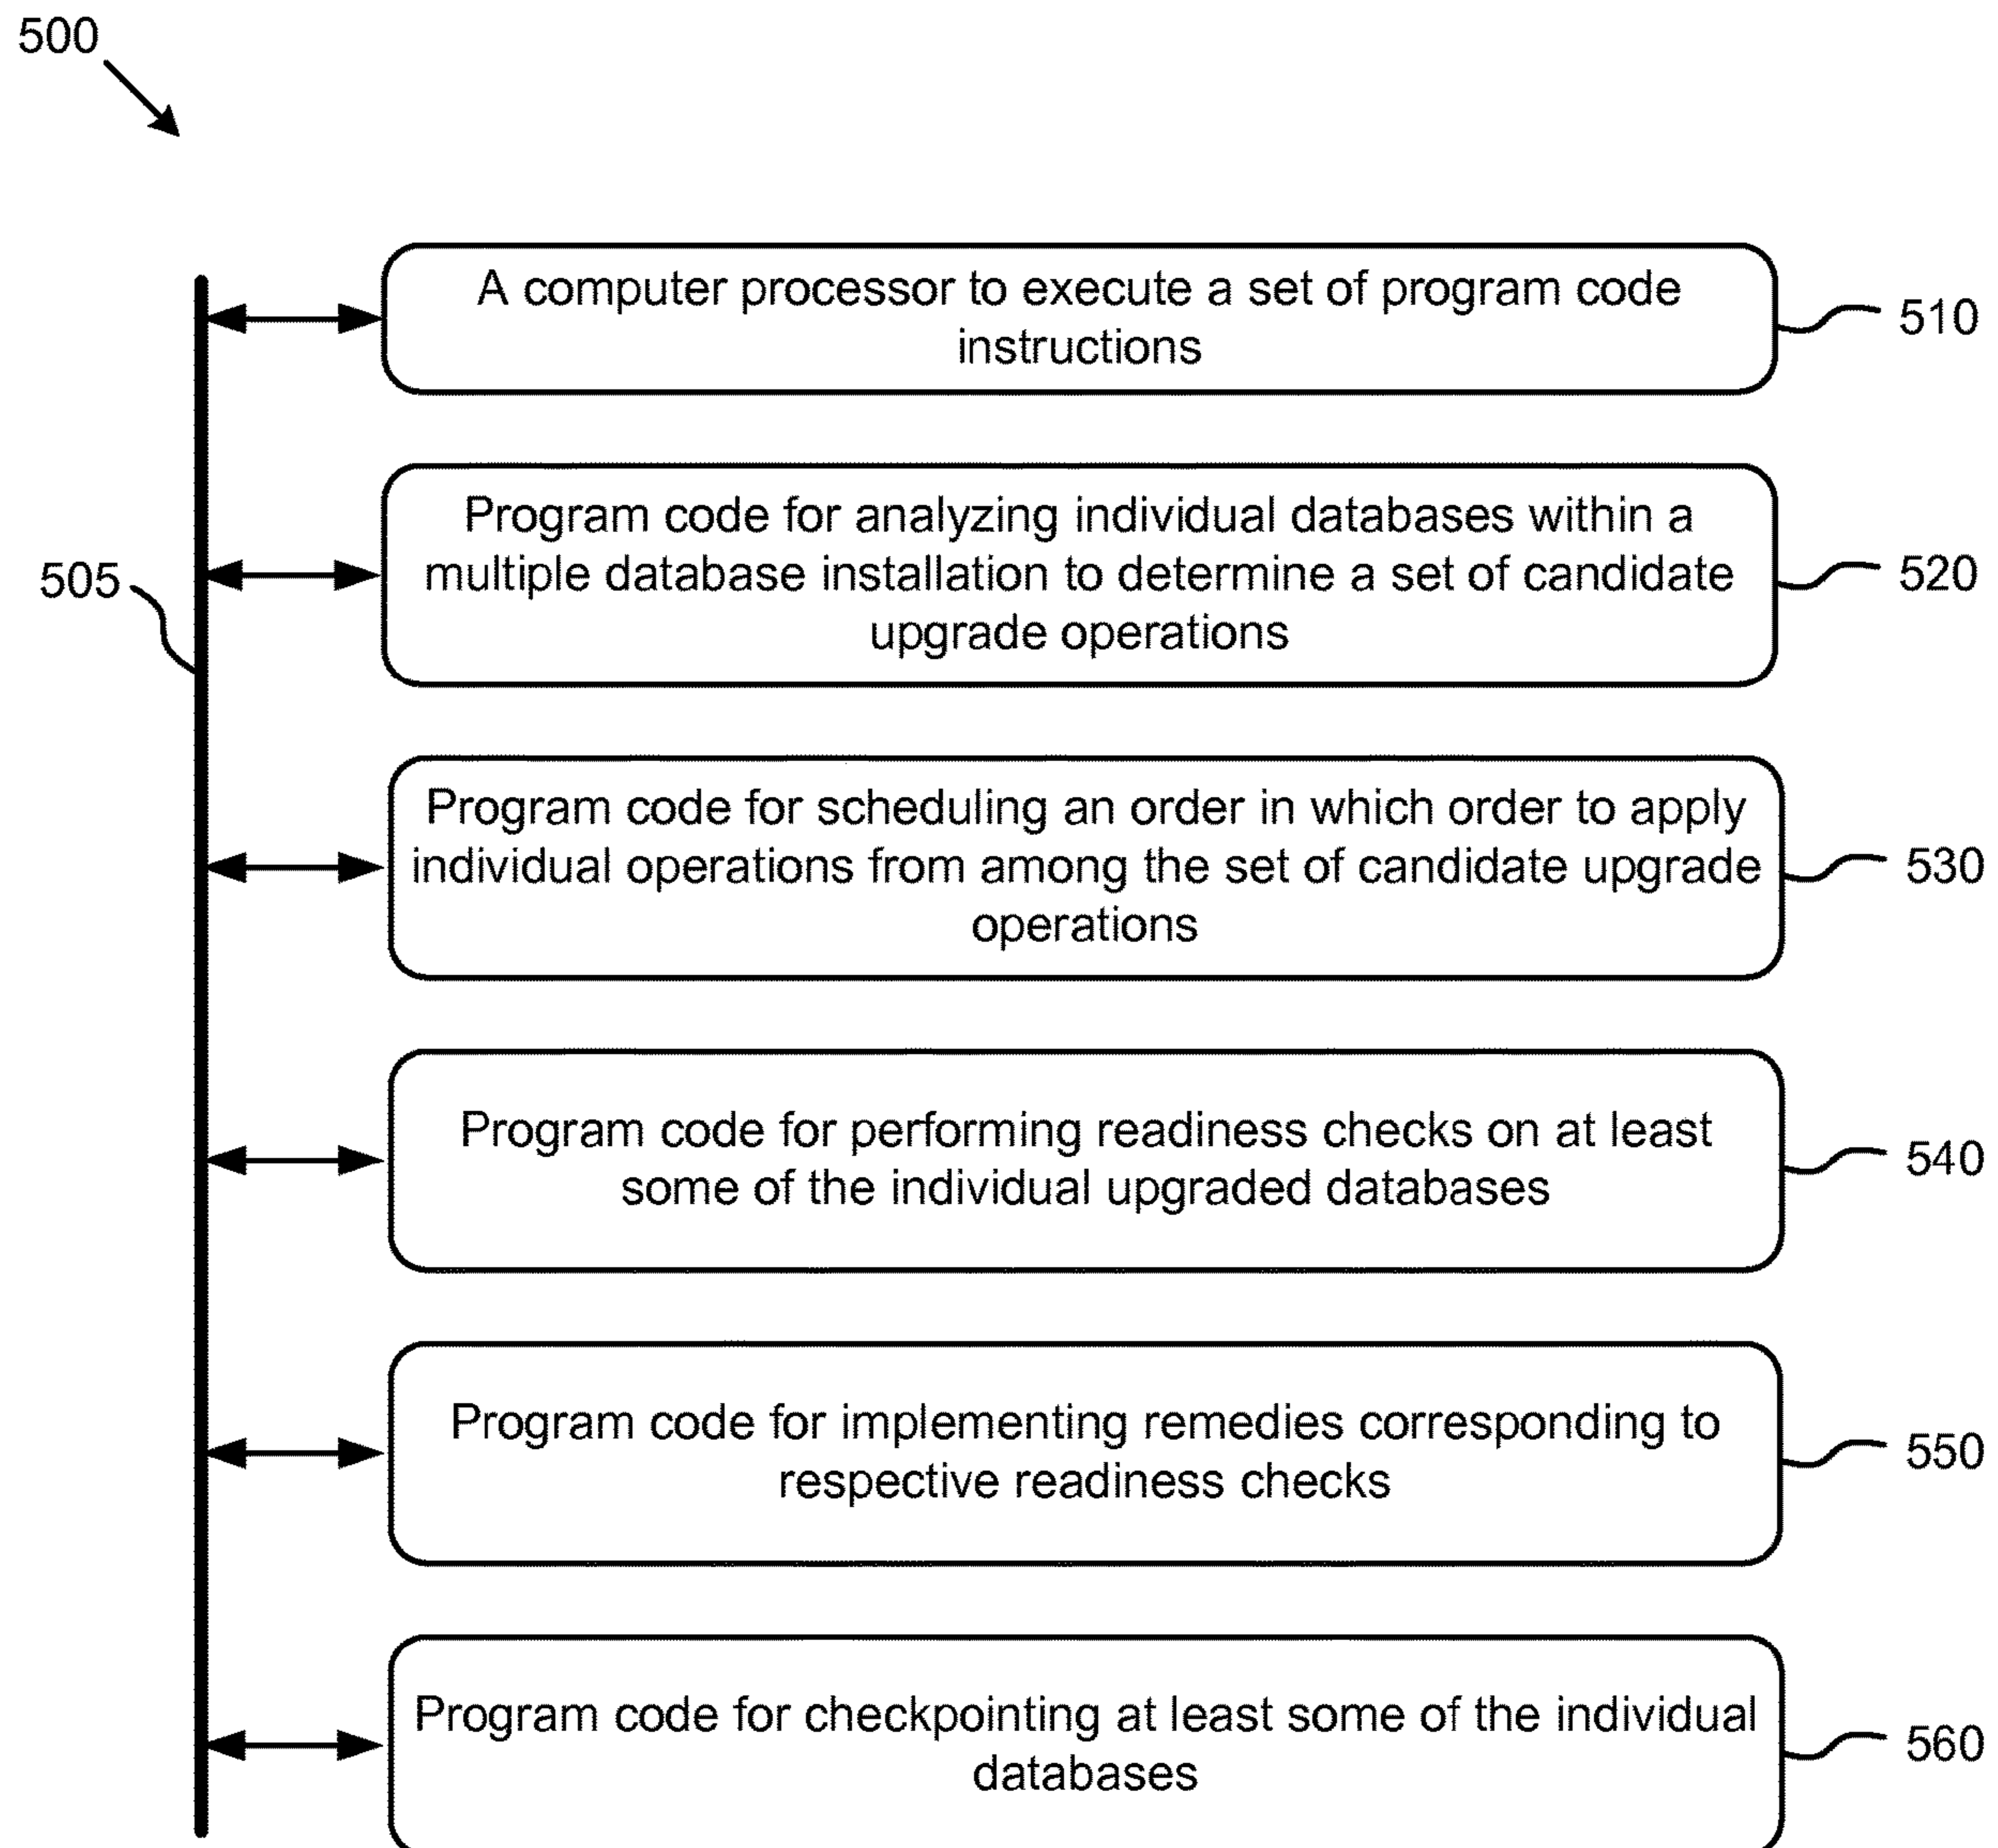 500
A computer processor to execute a set of program code
instructions
510
Program code for analyzing individual databases within a
multiple database installation to determine a set of candidate
upgrade operations
505
520
Program code for scheduling an order in which order to apply
individual operations from among the set of candidate upgrade
operations
530
Program code for performing readiness checks on at least
some of the individual upgraded databases
540
Program code for implementing remedies corresponding to
respective readiness checks
550
Program code for checkpointing at least some of the individual
databases
560